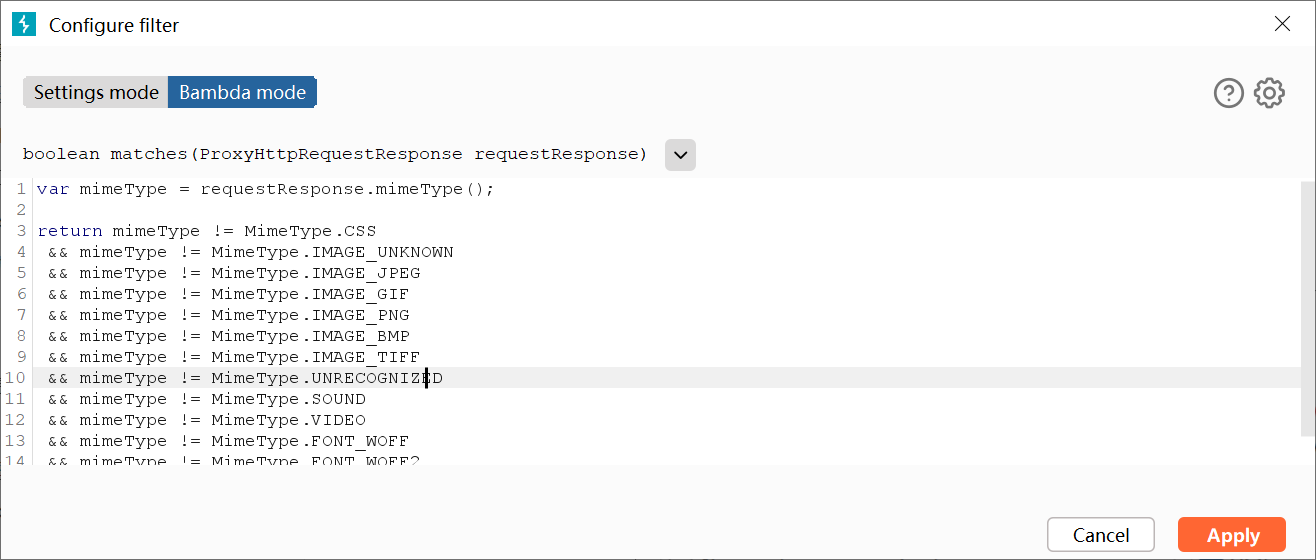 Configure filter
Settings mode Bambda mode
boolean matches(ProxyHttpRequestResponse requestResponse)
1 var mimeType = requestResponse.mimeType();
2
3 return mimeType != MimeType.CSS
4 && mimeType != MimeType.IMAGE_UNKNOWN
5 && mimeType != MimeType.IMAGE_JPEG
6 && mimeType != MimeType.IMAGE_GIF
7 && mimeType != MimeType.IMAGE_PNG
8 && mimeType != MimeType.IMAGE_BMP
9 && mimeType != MimeType.IMAGE_TIFF
10 && mimeType != MimeType.UNRECOGNIZED
11 && mimeType != MimeType.SOUND
12 && mimeType != MimeType.VIDEO
13 && mimeType != MimeType.FONT_WOFF
14 && mimeType != MimeType.FONT_WOFF2
Cancel Apply